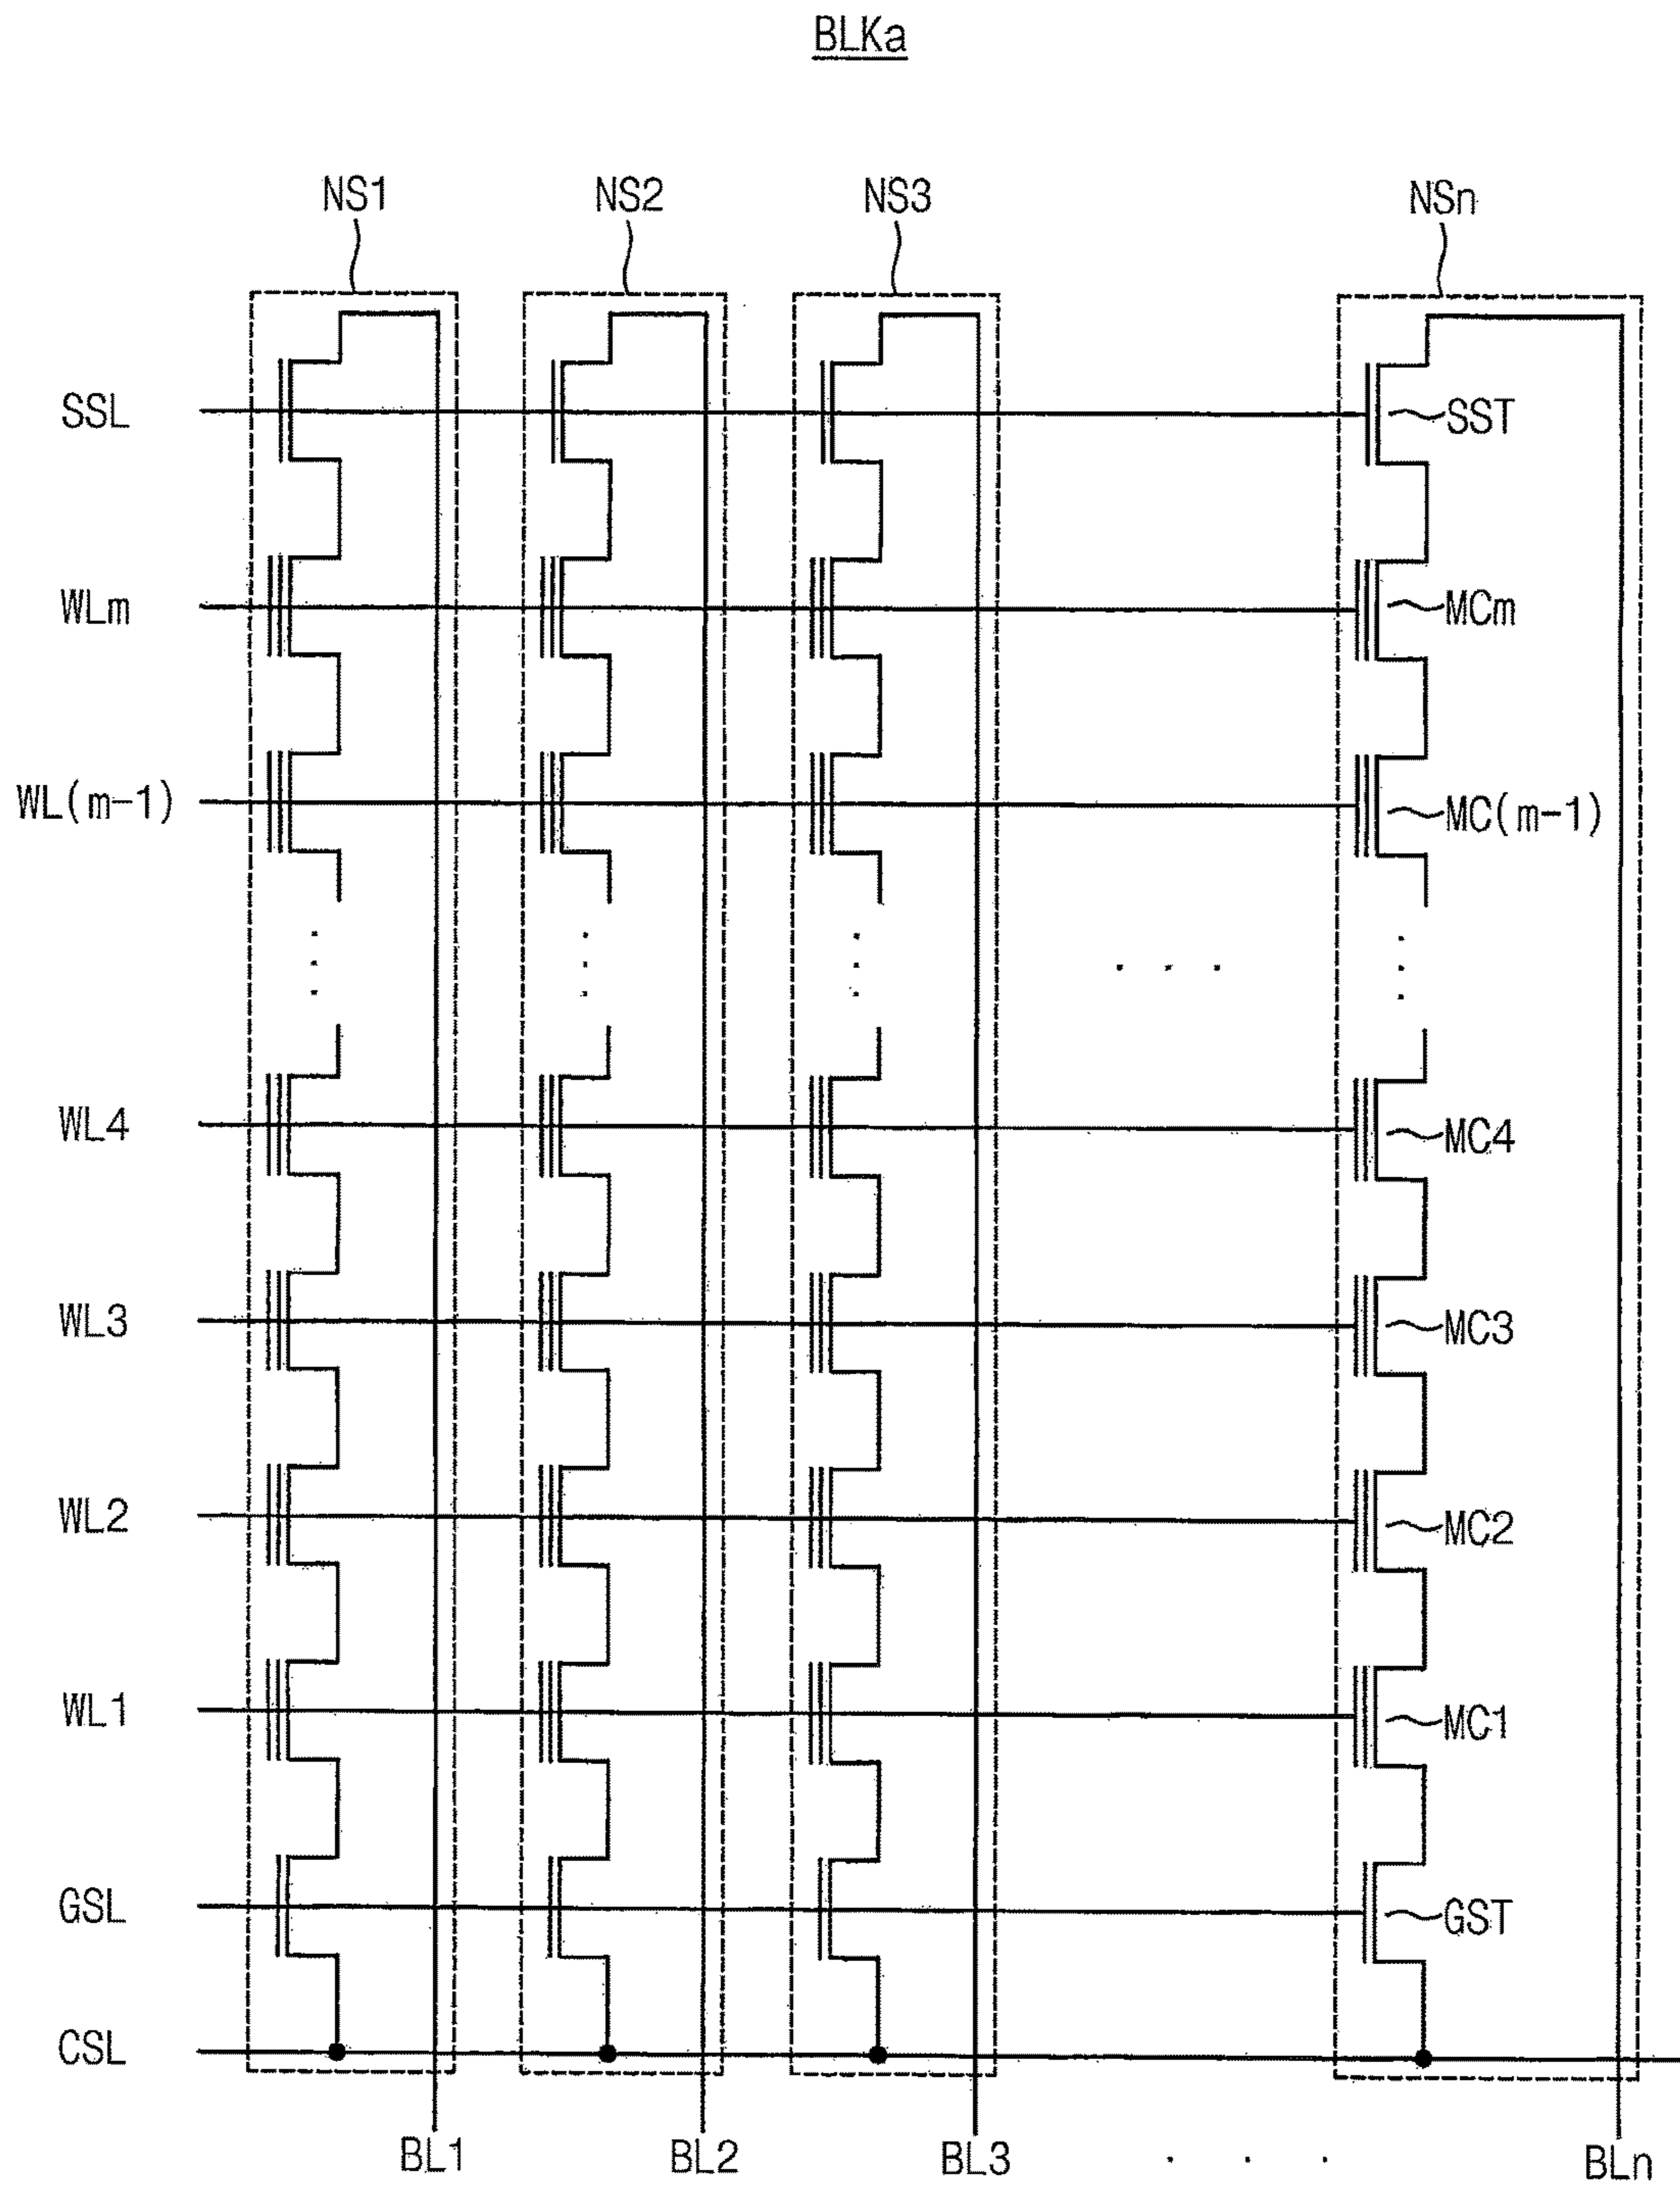 BLKa
NS1 NS2 NS3 NSn
SSL SST
WLm MCm
WL(m-1) MC(m-1)
. . .
WL4 MC4
WL3 MC3
WL2 MC2
WL1 MC1
GSL GST
CSL
BL1 BL2 BL3 . . . BLn